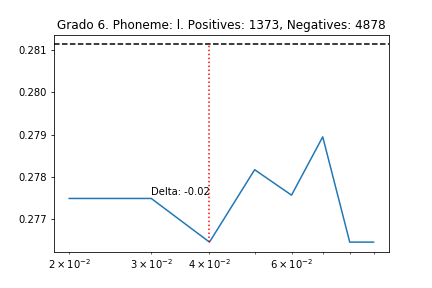 Grado 6. Phoneme: l. Positives: 1373, Negatives: 4878
0.281
0.280
0.279
0.278
0.277
Delta: -0.02
2 × 10⁻² 3 × 10⁻² 4 × 10⁻² 6 × 10⁻²